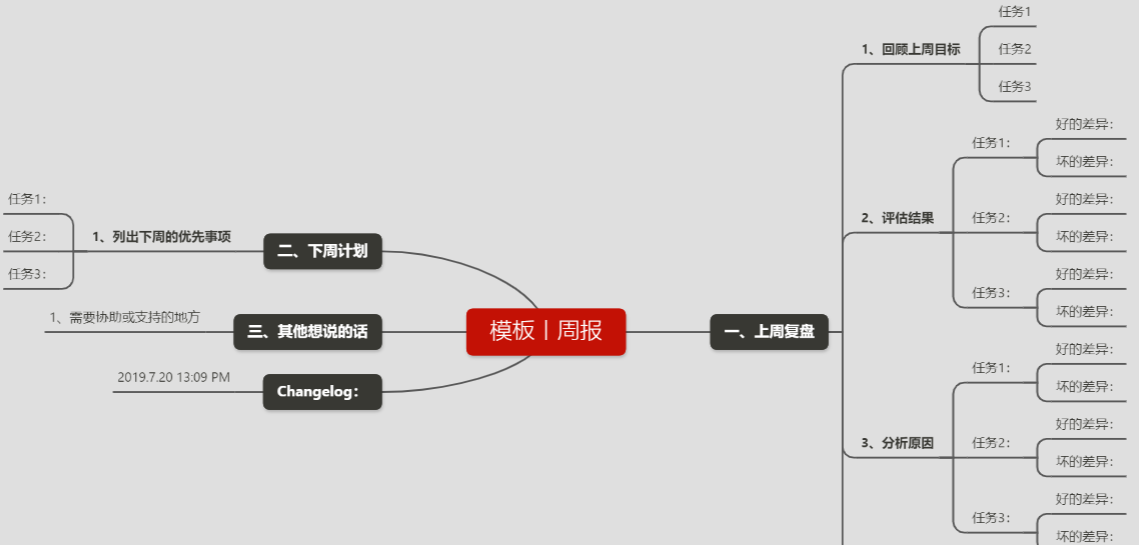 模板丨周报
一、上周复盘
1、回顾上周目标
任务1
任务2
任务3
2、评估结果
任务1：
好的差异：
坏的差异：
任务2：
好的差异：
坏的差异：
任务3：
好的差异：
坏的差异：
3、分析原因
任务1：
好的差异：
坏的差异：
任务2：
好的差异：
坏的差异：
任务3：
好的差异：
坏的差异：
二、下周计划
1、列出下周的优先事项
任务1：
任务2：
任务3：
三、其他想说的话
1、需要协助或支持的地方
Changelog：
2019.7.20 13:09 PM